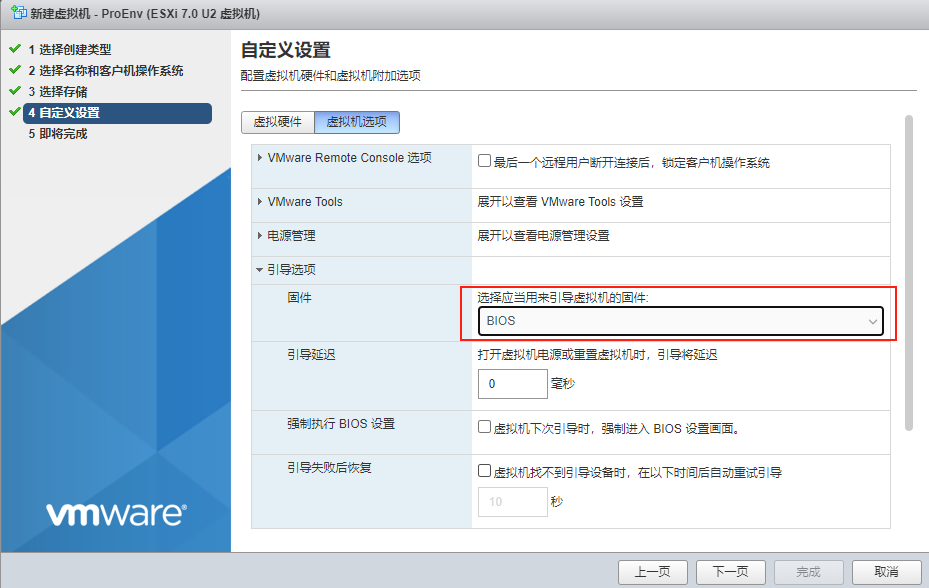 新建虚拟机 - ProEnv (ESXi 7.0 U2 虚拟机)
1 选择创建类型
2 选择名称和客户机操作系统
3 选择存储
4 自定义设置
5 即将完成
vmware®
自定义设置
配置虚拟机硬件和虚拟机附加选项
虚拟硬件 虚拟机选项
VMware Remote Console 选项 最后一个远程用户断开连接后，锁定客户机操作系统
VMware Tools 展开以查看 VMware Tools 设置
电源管理 展开以查看电源管理设置
引导选项
固件 选择应当用来引导虚拟机的固件:
BIOS
引导延迟 打开虚拟机电源或重置虚拟机时，引导将延迟
0 毫秒
强制执行 BIOS 设置 虚拟机下次引导时，强制进入 BIOS 设置画面。
引导失败后恢复 虚拟机找不到引导设备时，在以下时间后自动重试引导
10 秒
上一页 下一页 完成 取消